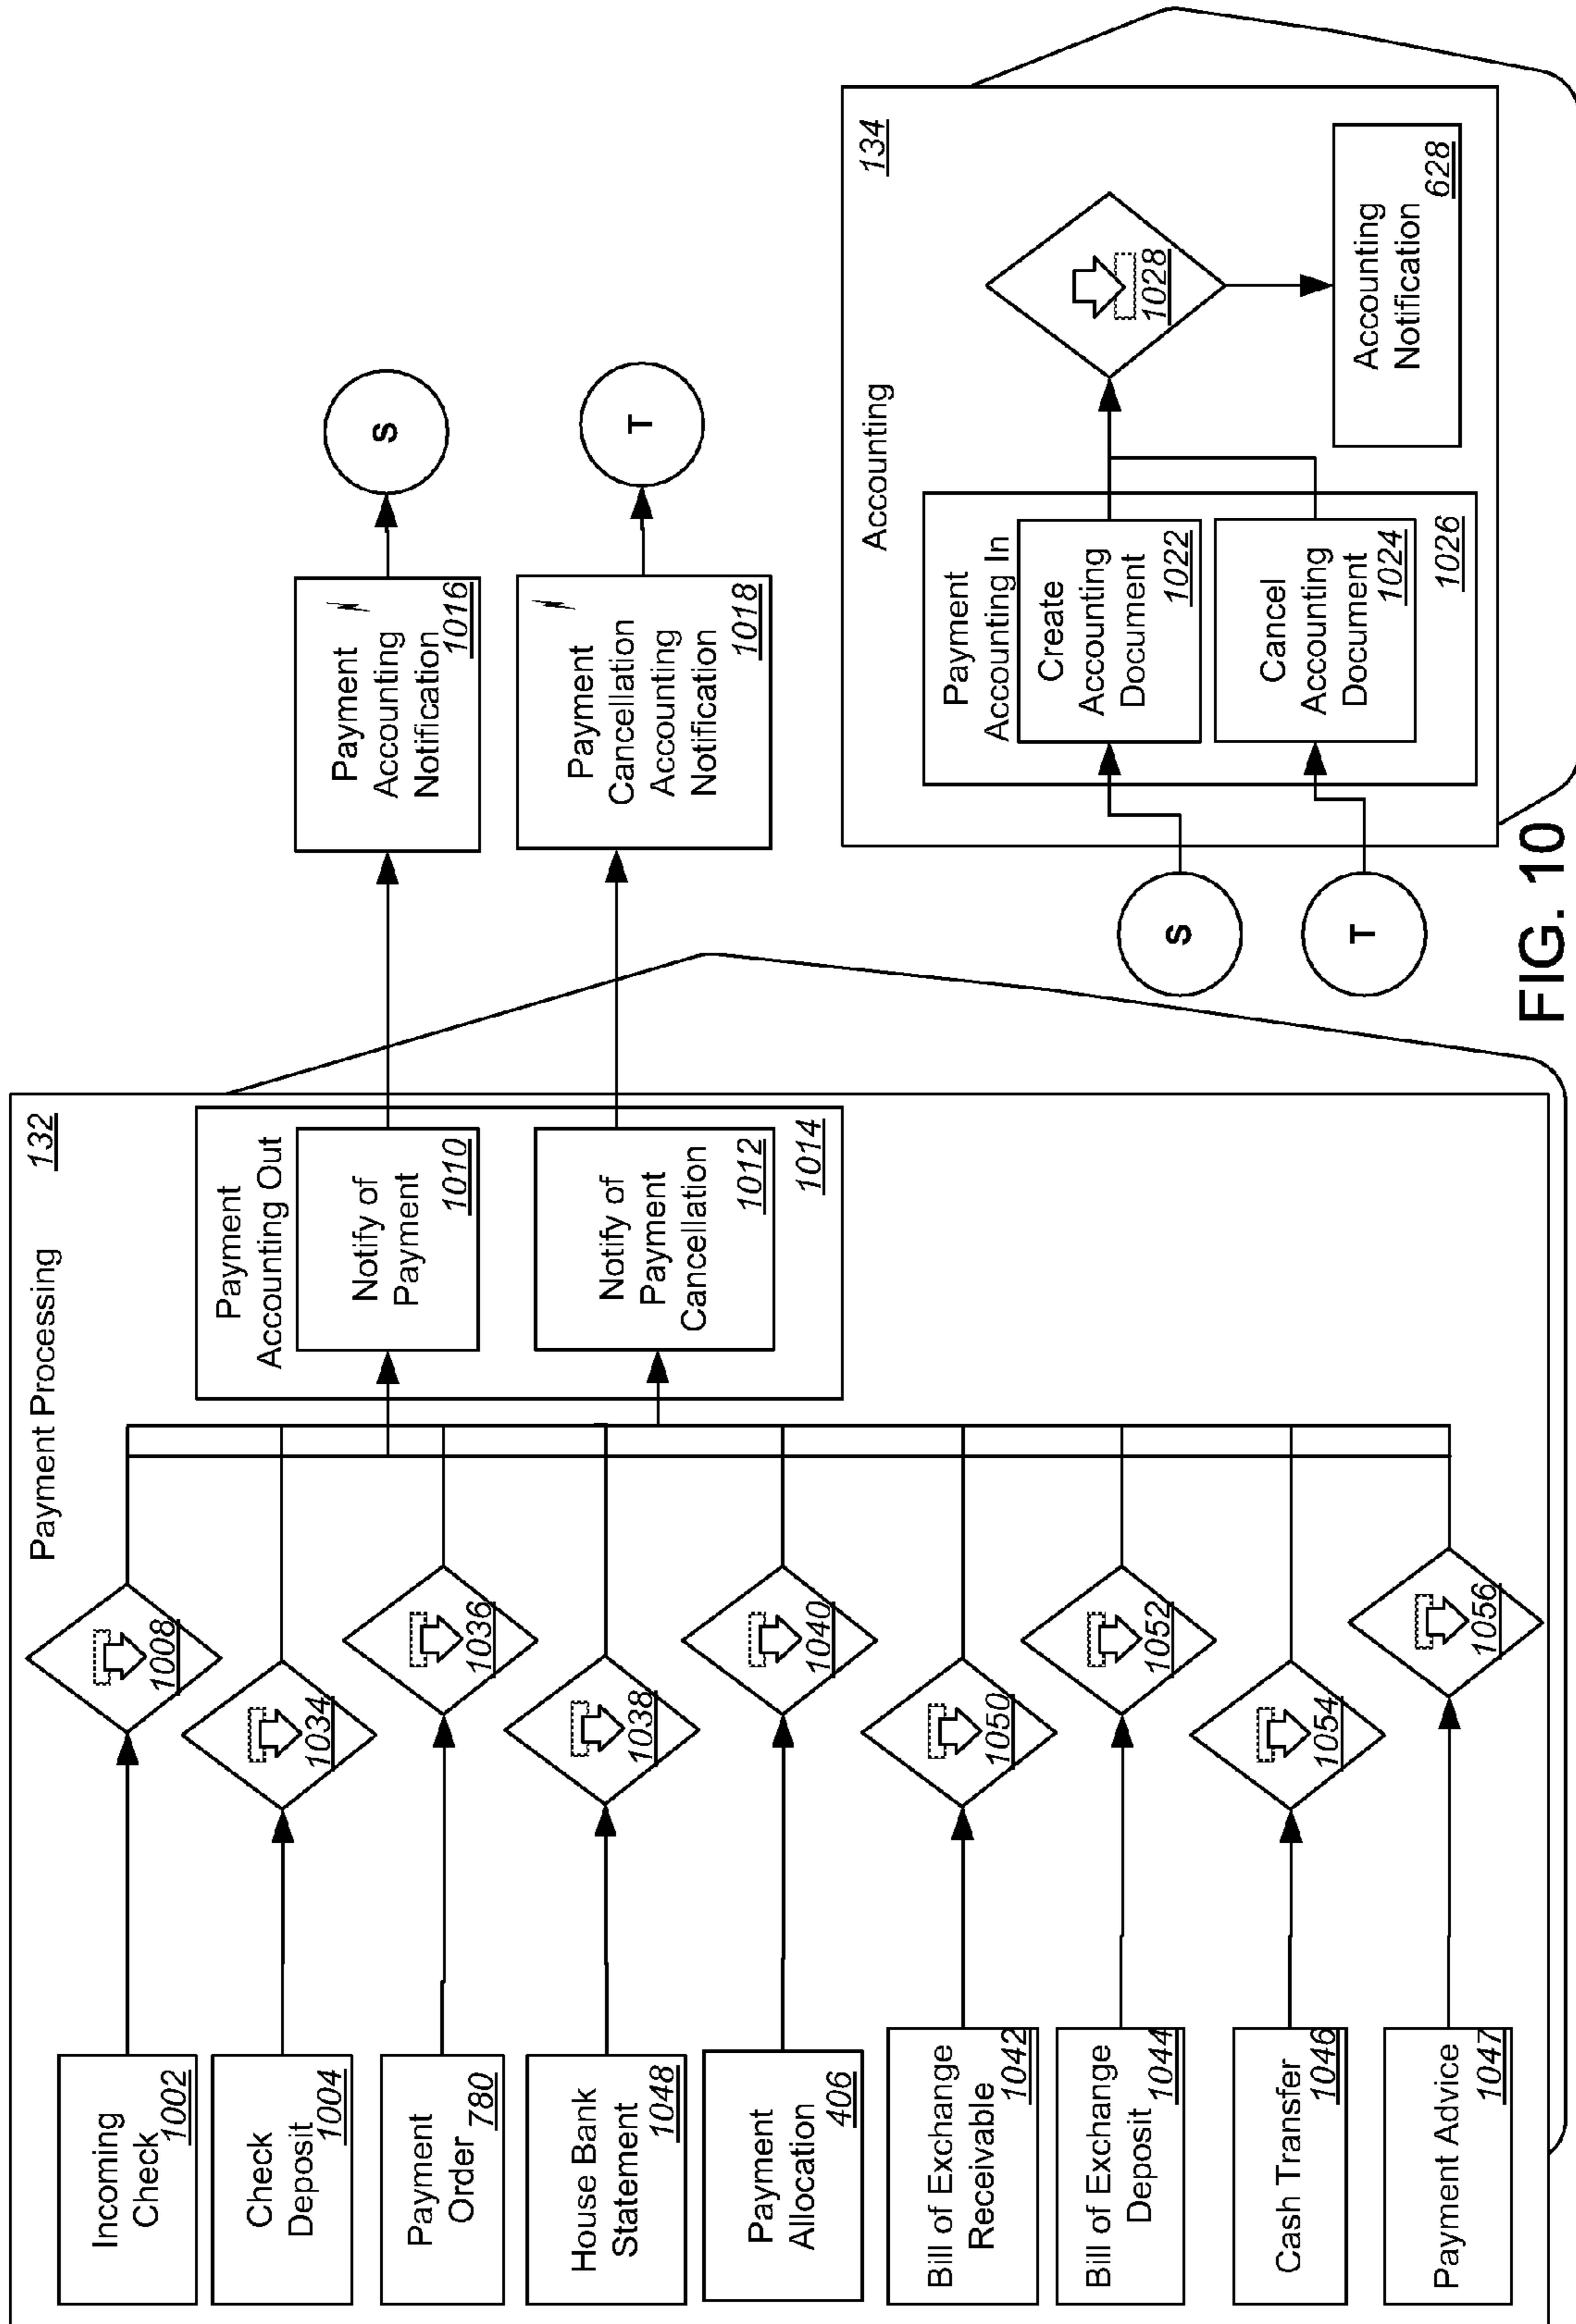 Payment Processing
132
Incoming
Check
1002
Check
Deposit
1004
Payment
Order
780
House Bank
Statement
1048
Payment
Allocation
406
Bill of Exchange
Receivable
1042
Bill of Exchange
Deposit
1044
Cash Transfer
1046
Payment Advice
1047
1008
1034
1036
1038
1040
1050
1052
1054
1056
Payment
Accounting Out
Notify of
Payment
1010
Notify of
Payment
Cancellation
1012
1014
Payment
Accounting
Notification
1016
Payment
Cancellation
Accounting
Notification
1018
S
T
S
T
Accounting
134
Payment
Accounting In
Create
Accounting
Document
1022
Cancel
Accounting
Document
1024
1026
1028
Accounting
Notification
628
FIG. 10